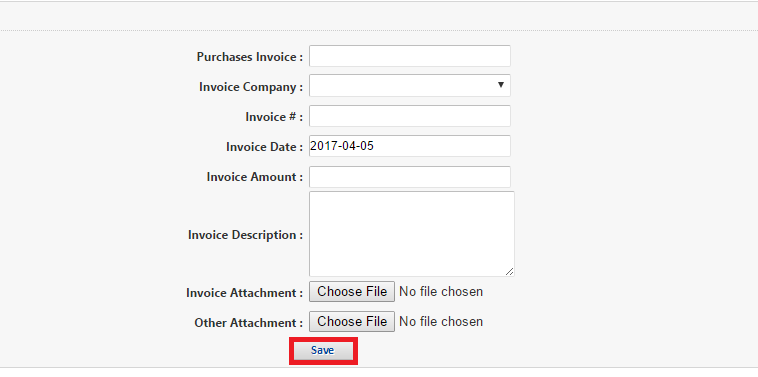 Purchases Invoice :
Invoice Company :
Invoice # :
Invoice Date : 2017-04-05
Invoice Amount :
Invoice Description :
Invoice Attachment : Choose File No file chosen
Other Attachment : Choose File No file chosen
Save